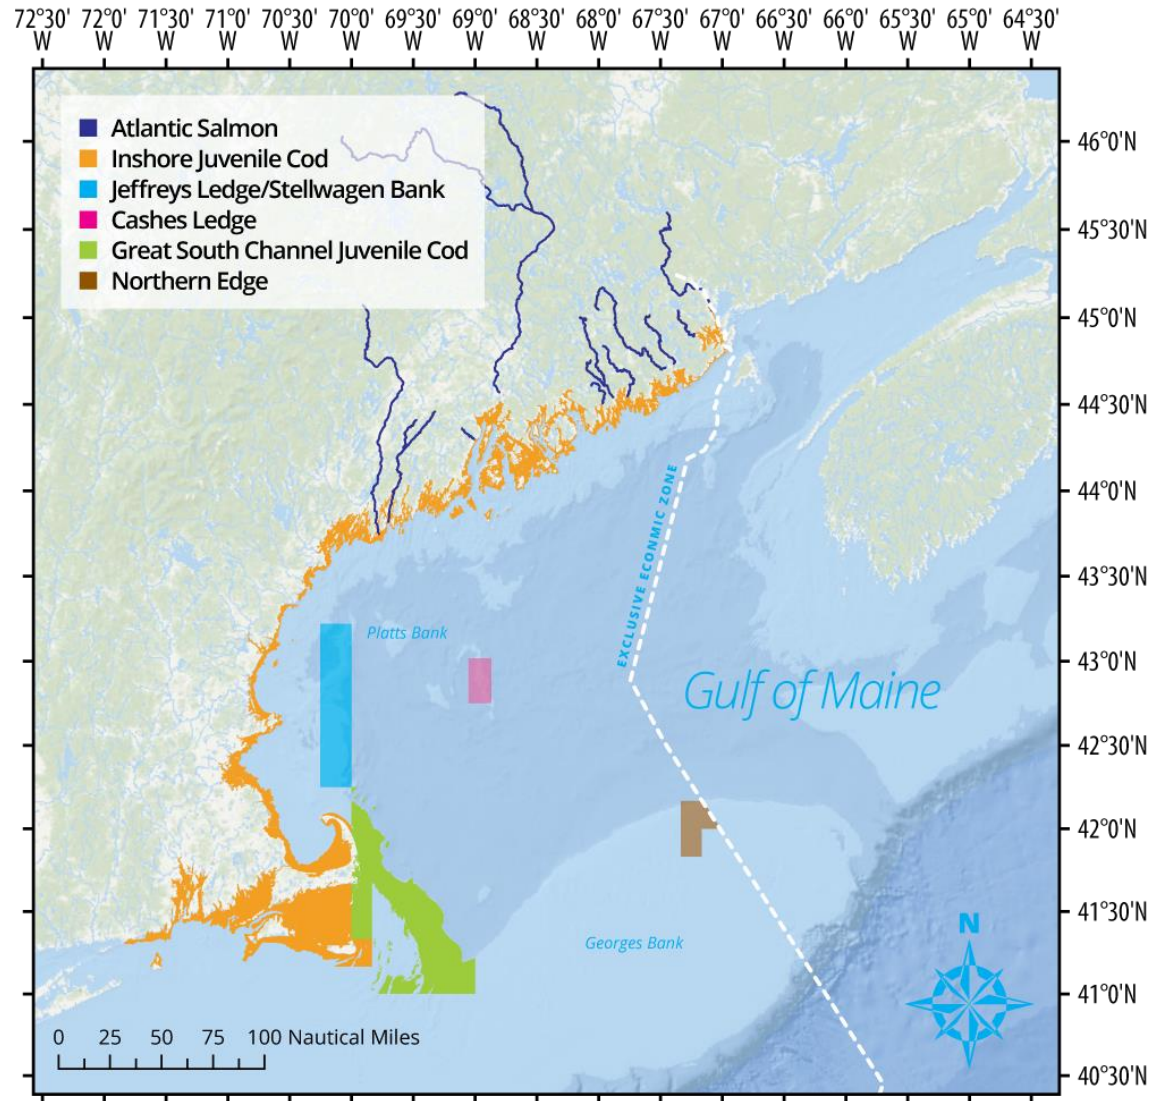 72°30' 72°0' 71°30' 71°0' 70°30' 70°0' 69°30' 69°0' 68°30' 68°0' 67°30' 67°0' 66°30' 66°0' 65°30' 65°0' 64°30'
W W W W W W W W W W W W W W W W W
Atlantic Salmon
Inshore Juvenile Cod
Jeffreys Ledge/Stellwagen Bank
Cashes Ledge
Great South Channel Juvenile Cod
Northern Edge
46°0'N
45°30'N
45°0'N
44°30'N
44°0'N
43°30'N
43°0'N
42°30'N
42°0'N
41°30'N
41°0'N
40°30'N
EXCLUSIVE ECONMIC ZONE
Platts Bank
Gulf of Maine
Georges Bank
N
0 25 50 75 100 Nautical Miles